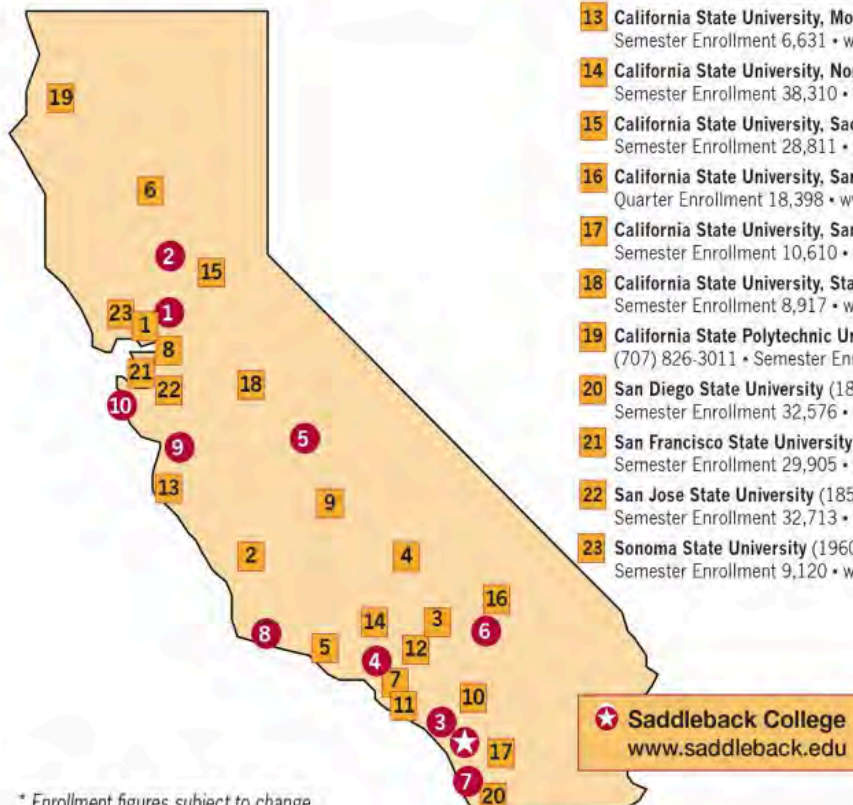 13 California State University, Mo
Semester Enrollment 6,631 • w
14 California State University, Nor
Semester Enrollment 38,310 •
15 California State University, Sac
Semester Enrollment 28,811 •
16 California State University, San
Quarter Enrollment 18,398 • w
17 California State University, San
Semester Enrollment 10,610 •
18 California State University, Sta
Semester Enrollment 8,917 • w
19 California State Polytechnic Un
(707) 826-3011 • Semester Enr
20 San Diego State University (18
Semester Enrollment 32,576 •
21 San Francisco State University
Semester Enrollment 29,905 •
22 San Jose State University (185
Semester Enrollment 32,713 •
23 Sonoma State University (1960
Semester Enrollment 9,120 • w
19
6
2
15
23
1
1
8
21
22
18
10
5
9
13
9
2
4
16
14
3
6
8
5
12
4
7
10
11
3
17
7
20
Saddleback College
www.saddleback.edu
* Enrollment figures subject to change